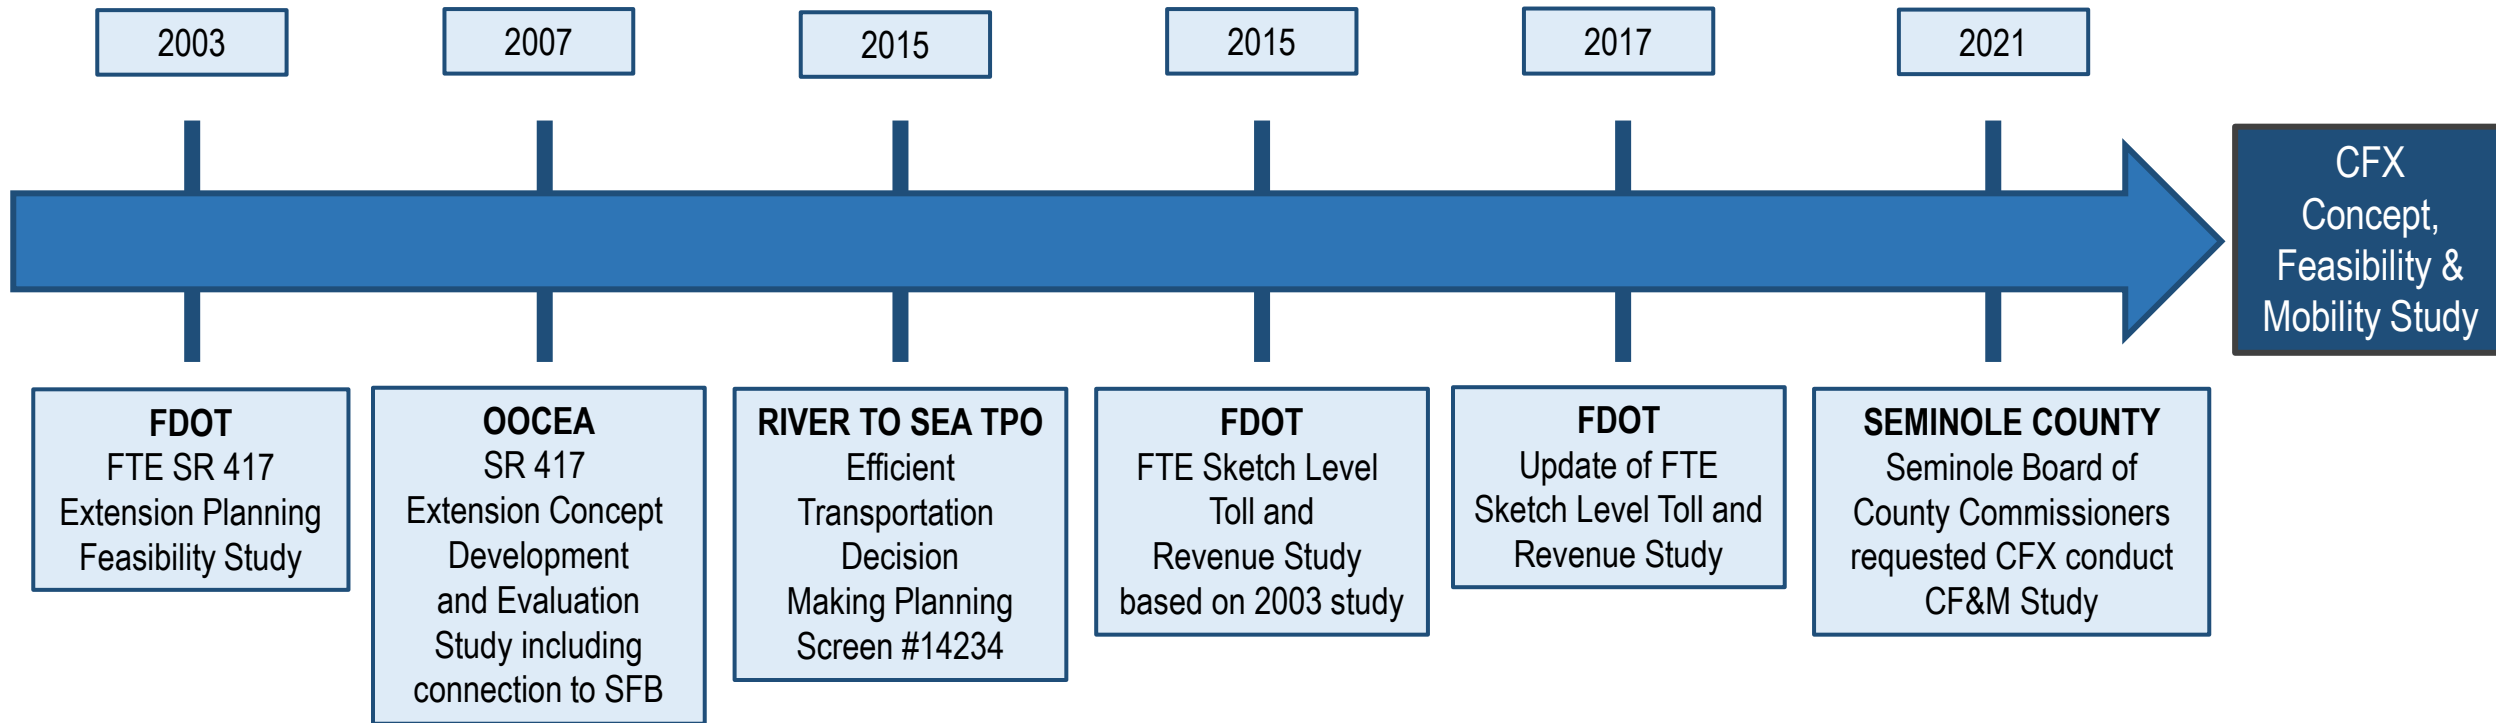 2003
2007
2015
2015
2017
2021
CFX
Concept,
Feasibility &
Mobility Study
FDOT
FTE SR 417
Extension Planning
Feasibility Study
OOCEA
SR 417
Extension Concept
Development
and Evaluation
Study including
connection to SFB
RIVER TO SEA TPO
Efficient
Transportation
Decision
Making Planning
Screen #14234
FDOT
FTE Sketch Level
Toll and
Revenue Study
based on 2003 study
FDOT
Update of FTE
Sketch Level Toll and
Revenue Study
SEMINOLE COUNTY
Seminole Board of
County Commissioners
requested CFX conduct
CF&M Study